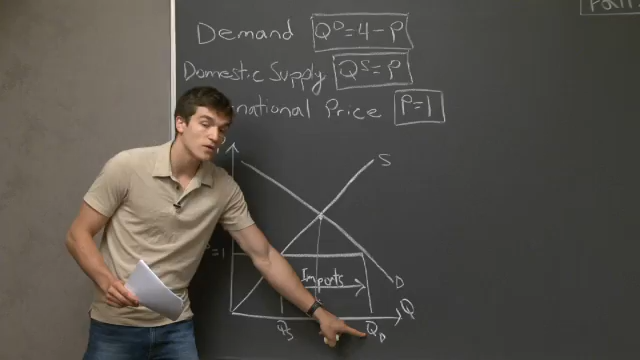 Demand Q^D = 4 - P
Domestic Supply Q^S = P
national Price P = 1
S
= 1
Imports
D
Q
Q_S
Q_D